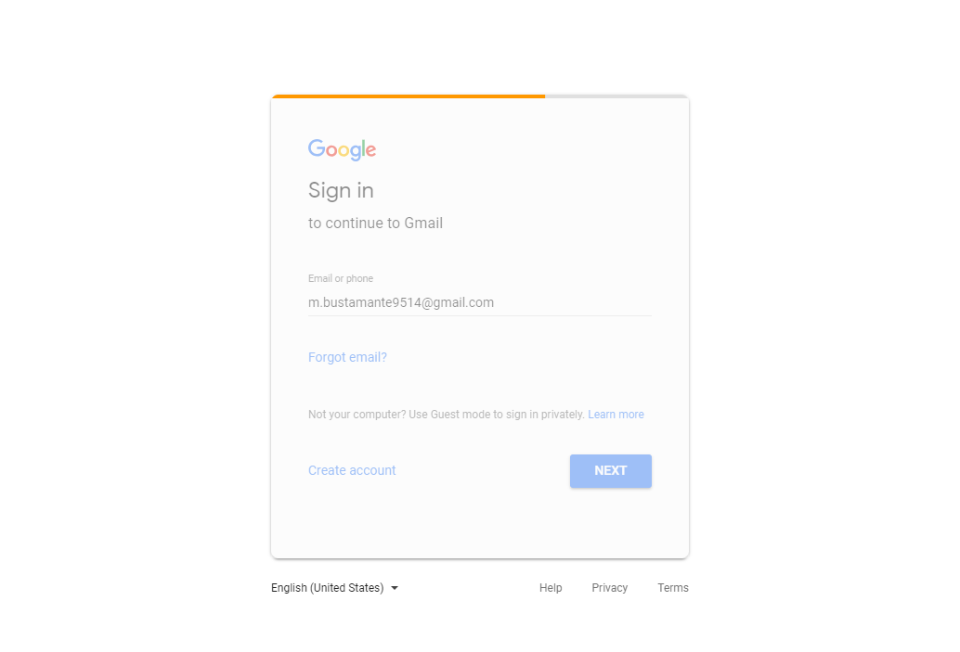 Google
Sign in
to continue to Gmail
Email or phone
m.bustamante9514@gmail.com
Forgot email?
Not your computer? Use Guest mode to sign in privately. Learn more
Create account NEXT
English (United States) Help Privacy Terms